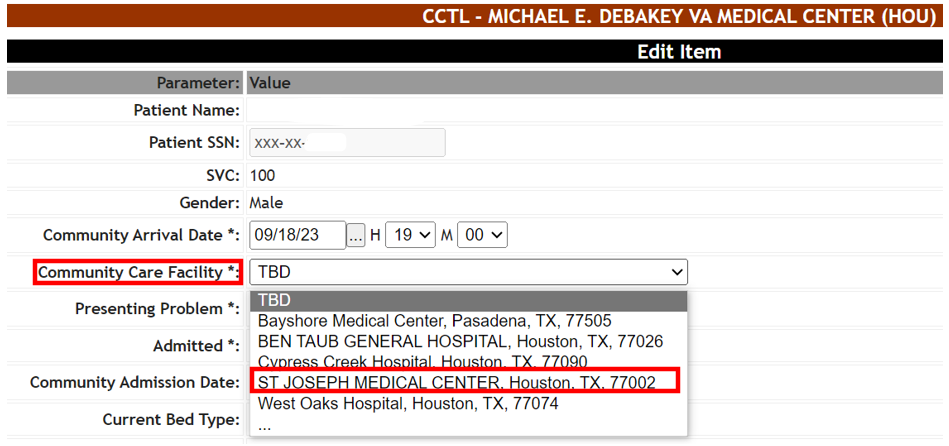 CCTL - MICHAEL E. DEBAKEY VA MEDICAL CENTER (HOU)
Edit Item
Parameter: Value
Patient Name:
Patient SSN: xxx-xx-
SVC: 100
Gender: Male
Community Arrival Date *: 09/18/23 ... H 19 M 00
Community Care Facility *: TBD
Presenting Problem *:
Admitted *:
Community Admission Date:
Current Bed Type:
TBD
Bayshore Medical Center, Pasadena, TX, 77505
BEN TAUB GENERAL HOSPITAL, Houston, TX, 77026
Cypress Creek Hospital, Houston, TX, 77090
ST JOSEPH MEDICAL CENTER, Houston, TX, 77002
West Oaks Hospital, Houston, TX, 77074
...